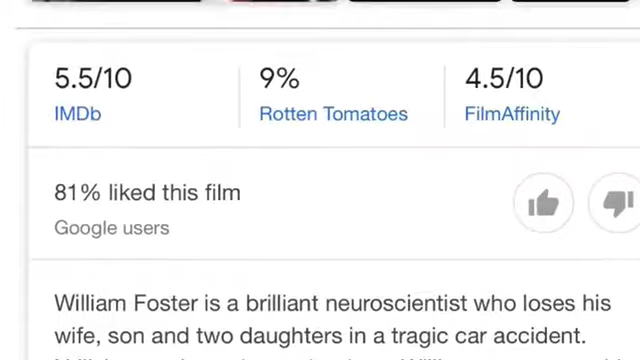 5.5/10
9%
4.5/10
IMDb
Rotten Tomatoes
FilmAffinity
81% liked this film
Google users
William Foster is a brilliant neuroscientist who loses his
wife, son and two daughters in a tragic car accident.